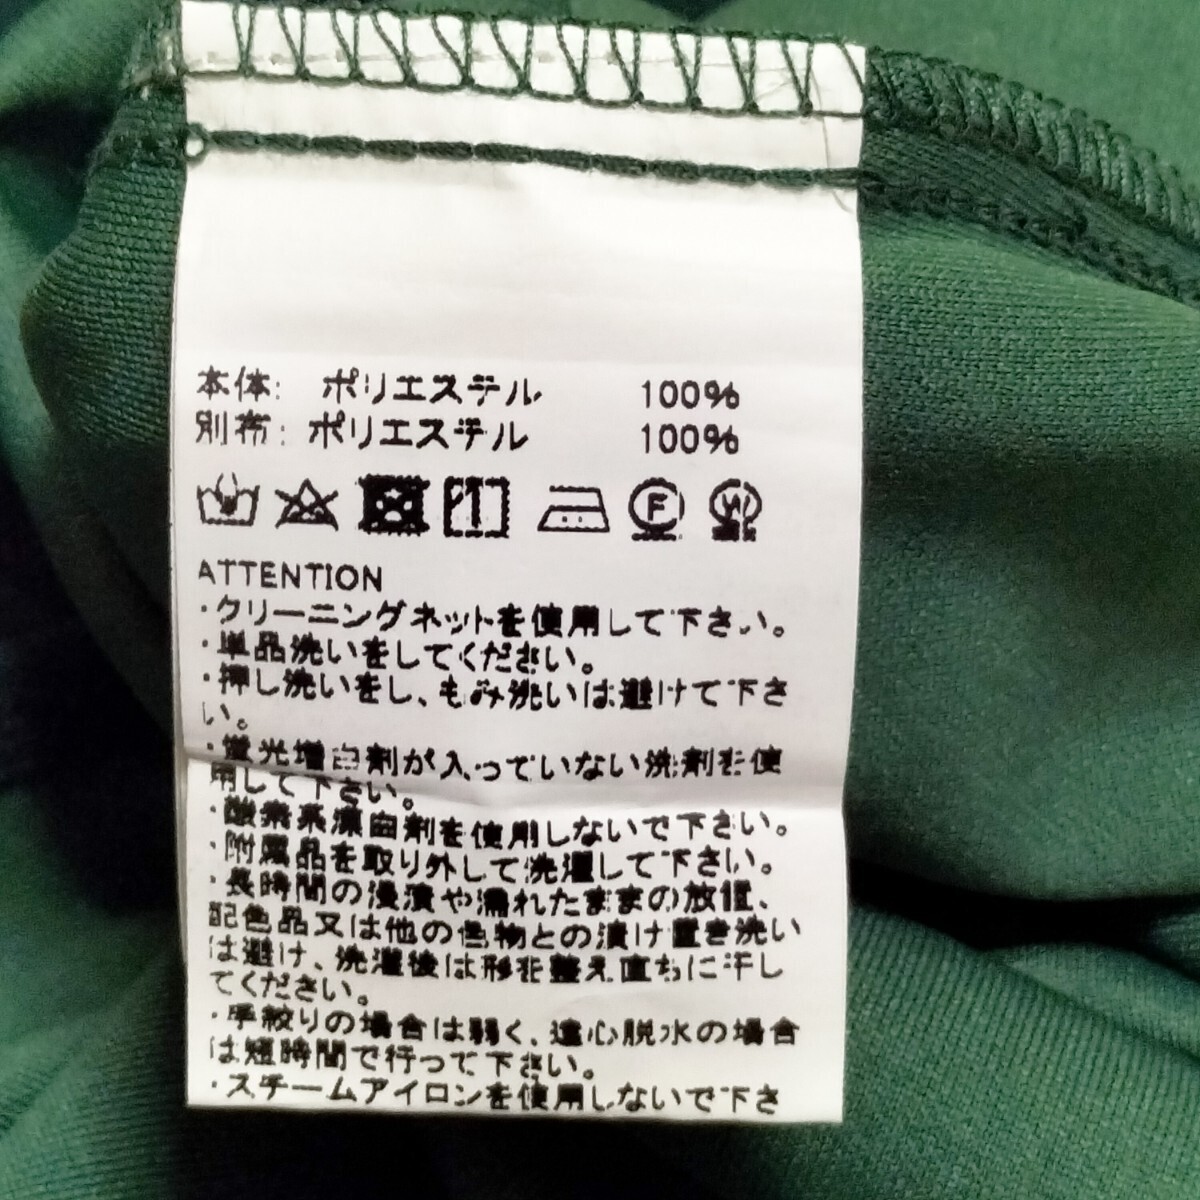 本体: ポリエステル 100%
別布: ポリエステル 100%
F
W
ATTENTION
・クリーニングネットを使用して下さい。
・単品洗いをしてください。
・押し洗いをし、もみ洗いは避けて下さ
い。
・蛍光増白剤が入っていない洗剤を使
用して下さい。
・酸素系漂白剤を使用しないで下さい。
・附属品を取り外して洗濯して下さい。
・長時間の浸漬や濡れたままの放置、
配色品又は他の色物との漬け置き洗い
は避け、洗濯後は形を整え直ちに干し
てください。
・手絞りの場合は弱く、遠心脱水の場合
は短時間で行って下さい。
・スチームアイロンを使用しないで下さ